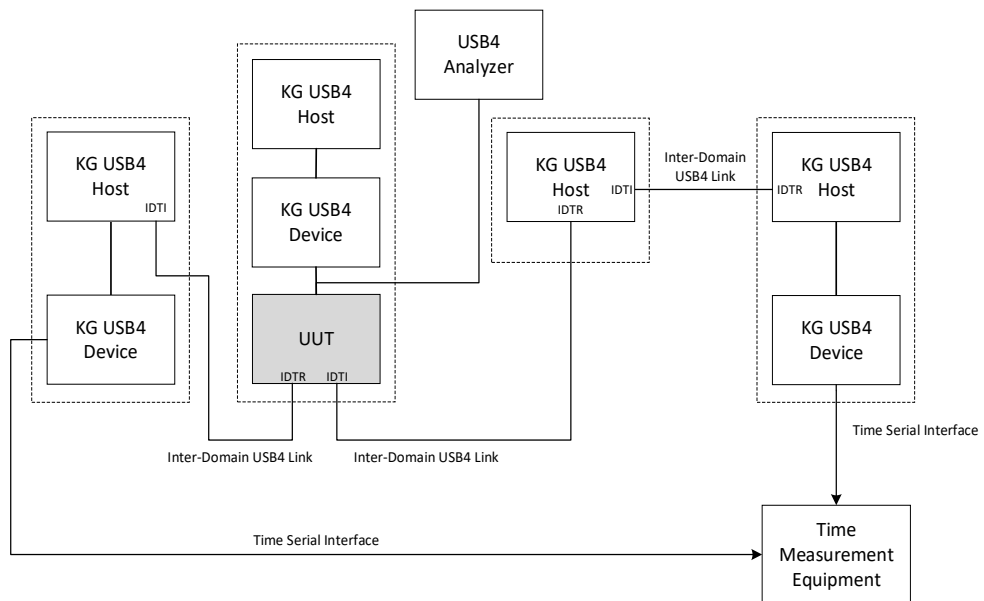 USB4
Analyzer
KG USB4
Host
KG USB4
Device
UUT
IDTR
IDTI
KG USB4
Host
IDTI
KG USB4
Device
KG USB4
Host
IDTI
IDTR
Inter-Domain
USB4 Link
KG USB4
Host
IDTR
KG USB4
Device
Inter-Domain USB4 Link
Inter-Domain USB4 Link
Time Serial Interface
Time Serial Interface
Time
Measurement
Equipment